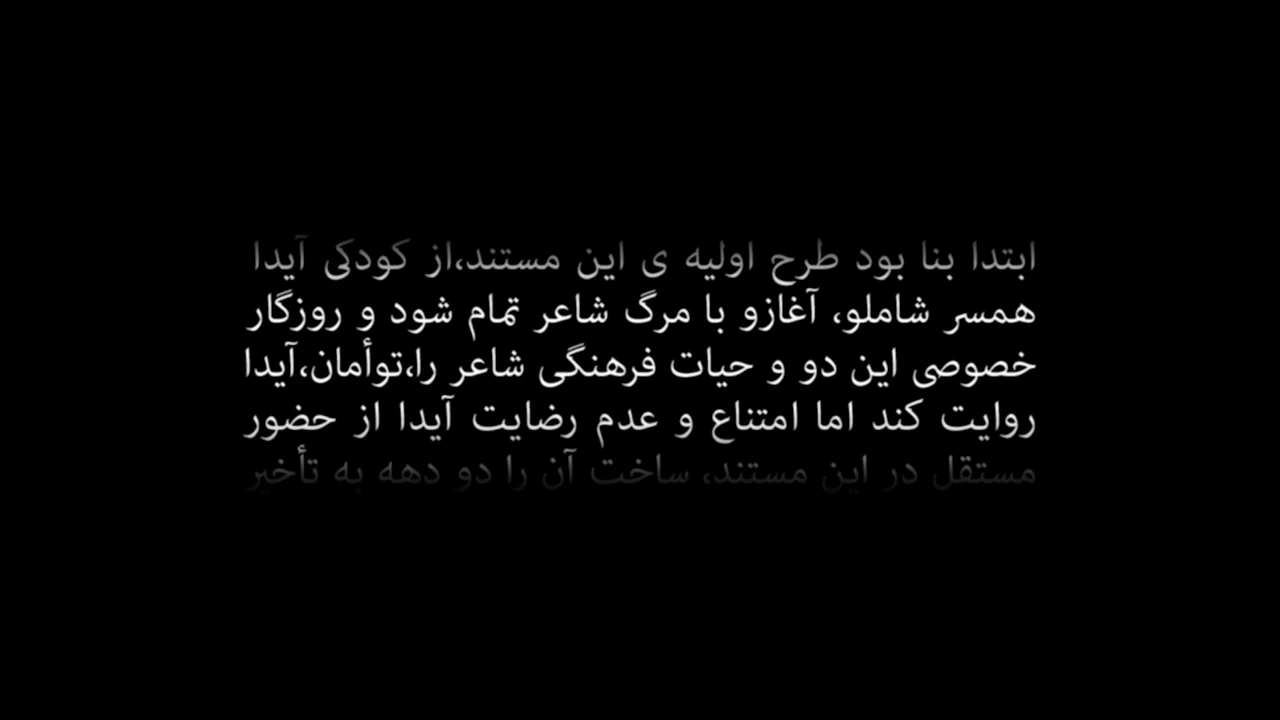 ابتدا بنا بود طرح اولیه ی این مستند،از کودکی آیدا
همسر شاملو، آغازو با مرگ شاعر تمام شود و روزگار
خصوصی این دو و حیات فرهنگی شاعر را،توأمان،آیدا
روایت کند اما امتناع و عدم رضایت آیدا از حضور
مستقل در این مستند، ساخت آن را دو دهه به تأخیر